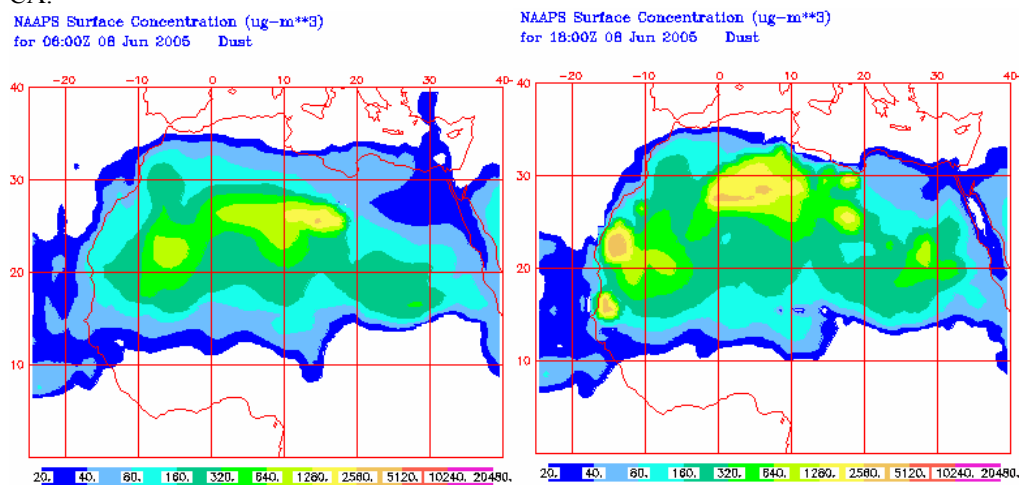 CA.
NAAPS Surface Concentration (ug-m**3)
for 06:00Z 08 Jun 2005 Dust
-20 -10 0 10 20 30 40
40
30
20
10
20. 40. 80. 160. 320. 640. 1280. 2560. 5120. 10240. 20480.
NAAPS Surface Concentration (ug-m**3)
for 18:00Z 08 Jun 2005 Dust
-20 -10 0 10 20 30 40
40
30
20
10
20. 40. 80. 160. 320. 640. 1280. 2560. 5120. 10240. 20480.